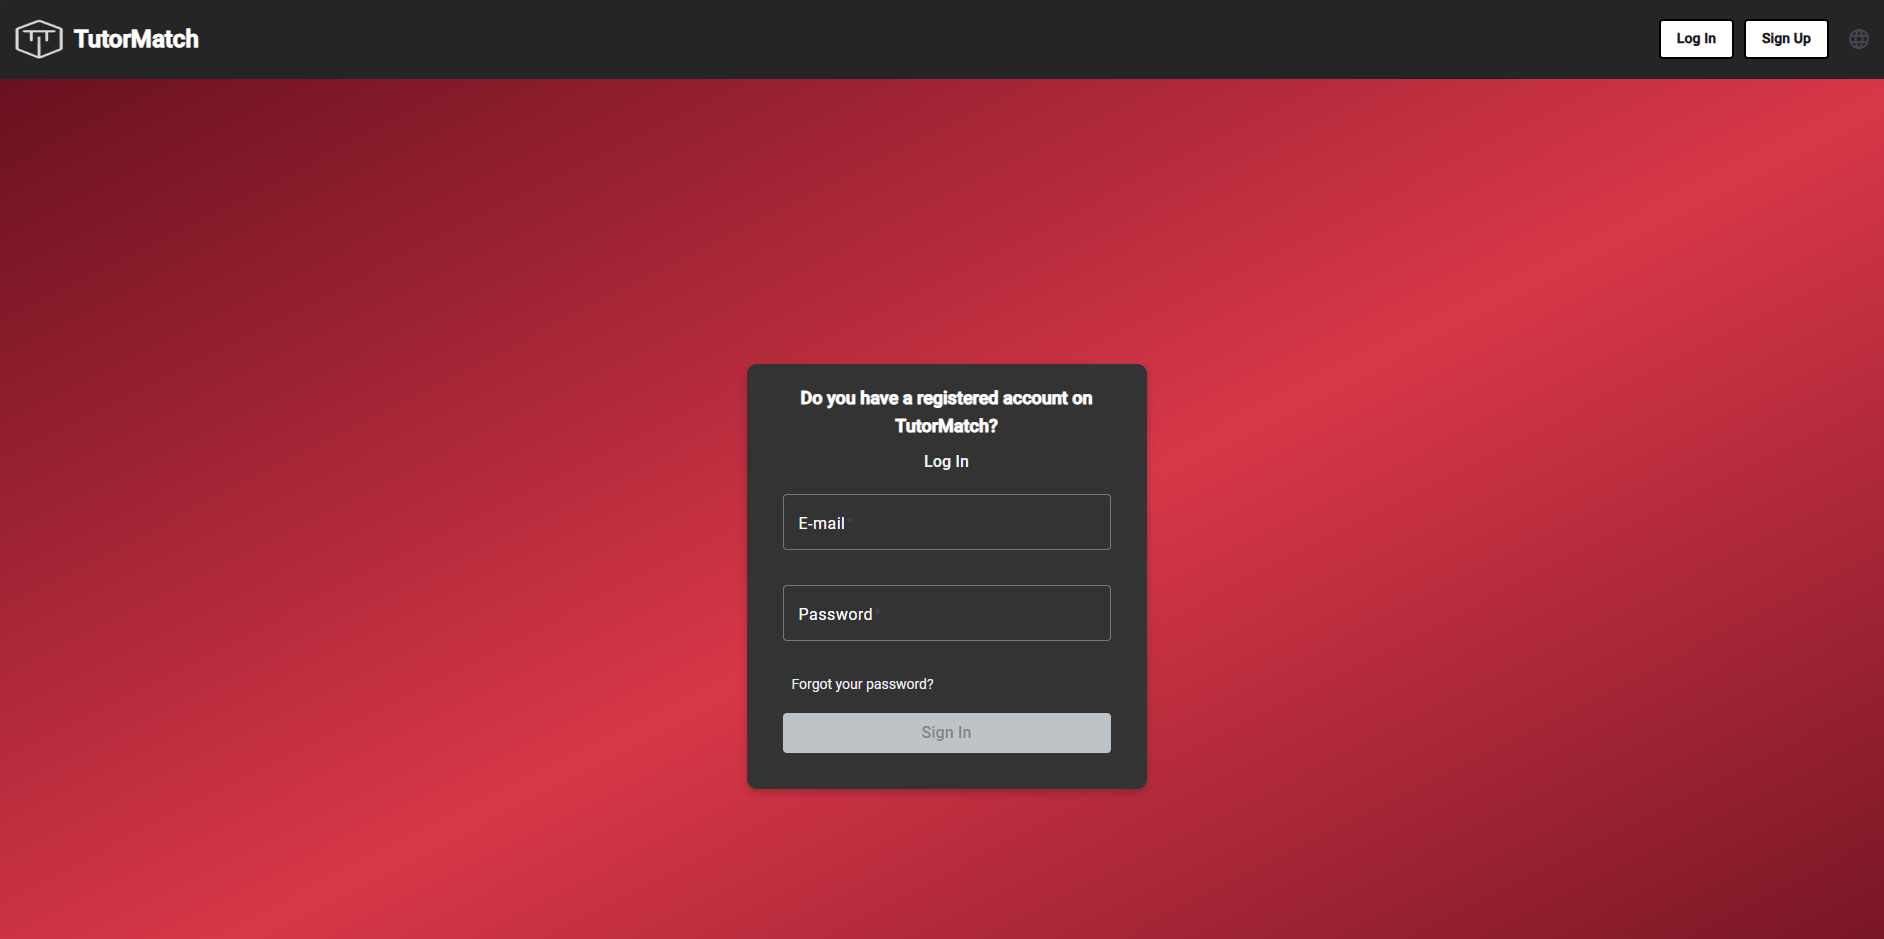 TutorMatch
Log In
Sign Up
Do you have a registered account on
TutorMatch?
Log In
E-mail *
Password *
Forgot your password?
Sign In